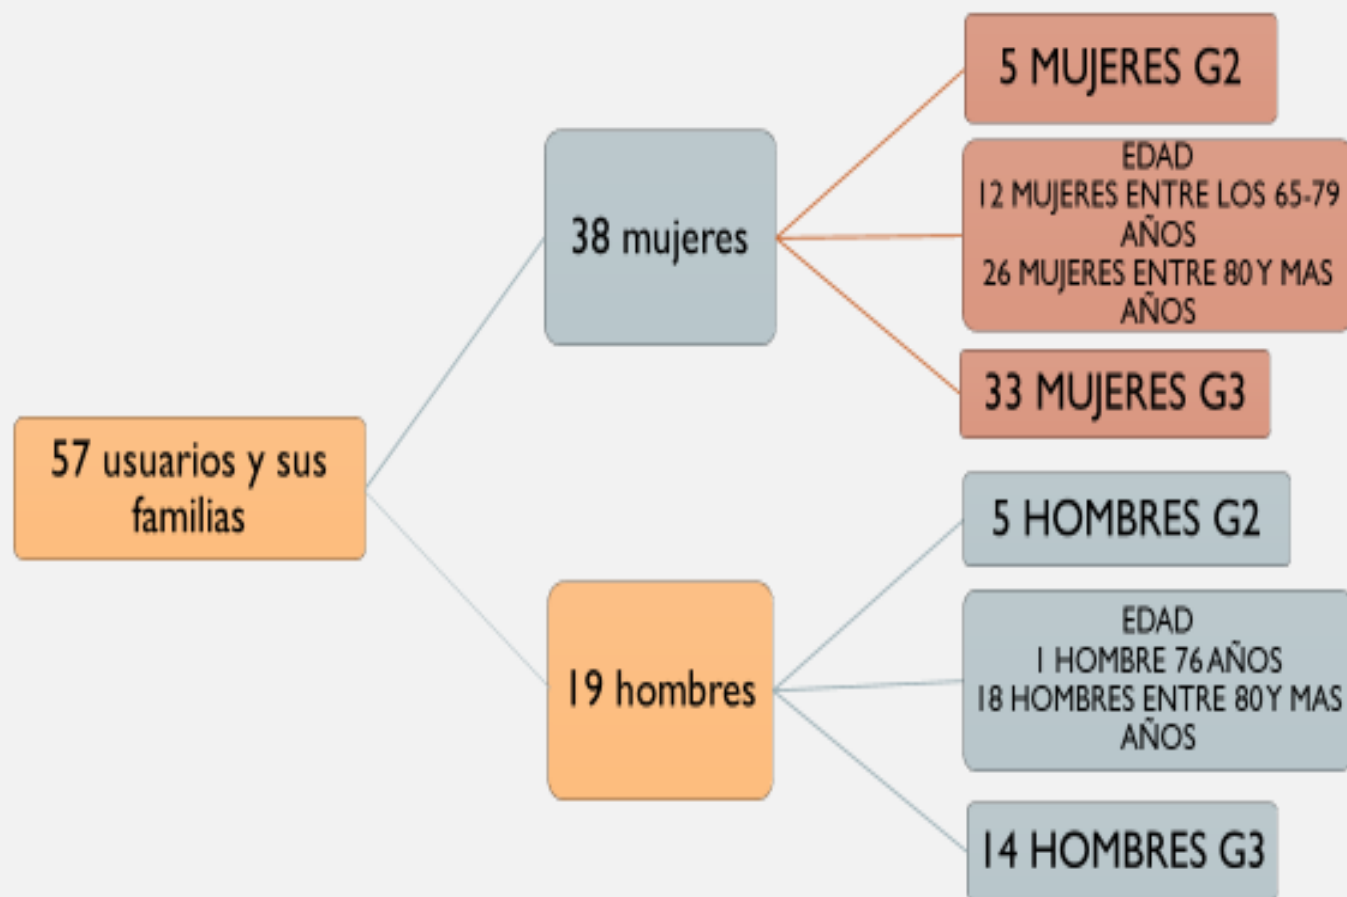 57 usuarios y sus
familias
38 mujeres
5 MUJERES G2
EDAD
12 MUJERES ENTRE LOS 65-79
AÑOS
26 MUJERES ENTRE 80 Y MAS
AÑOS
33 MUJERES G3
19 hombres
5 HOMBRES G2
EDAD
1 HOMBRE 76 AÑOS
18 HOMBRES ENTRE 80 Y MAS
AÑOS
14 HOMBRES G3